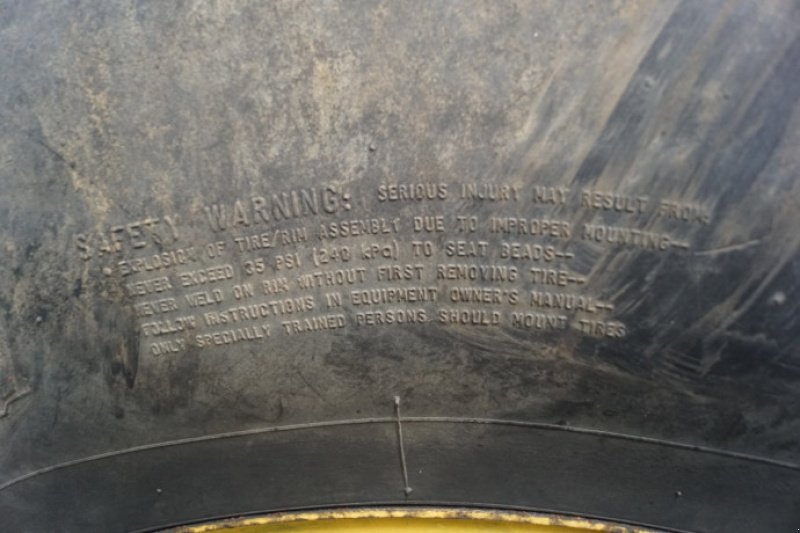 SAFETY WARNING: SERIOUS INJURY MAY RESULT FROM:
• EXPLOSION OF TIRE/RIM ASSEMBLY DUE TO IMPROPER MOUNTING--
NEVER EXCEED 35 PSI (240 kPa) TO SEAT BEADS--
NEVER WELD ON RIM WITHOUT FIRST REMOVING TIRE--
FOLLOW INSTRUCTIONS IN EQUIPMENT OWNER'S MANUAL--
ONLY SPECIALLY TRAINED PERSONS SHOULD MOUNT TIRES